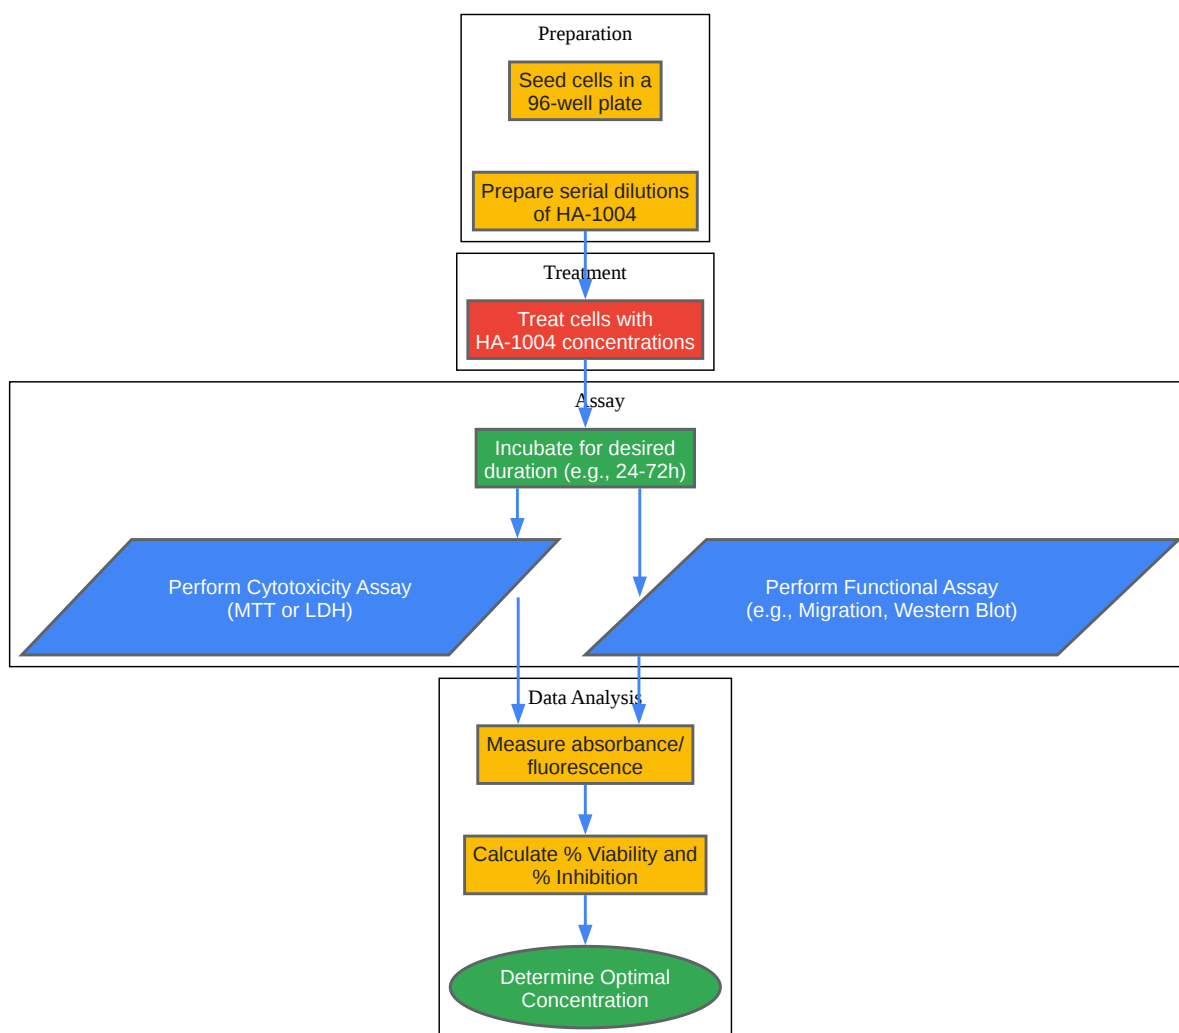 Preparation
Seed cells in a
96-well plate
Prepare serial dilutions
of HA-1004
Treatment
Treat cells with
HA-1004 concentrations
Assay
Incubate for desired
duration (e.g., 24-72h)
Perform Cytotoxicity Assay
(MTT or LDH)
Perform Functional Assay
(e.g., Migration, Western Blot)
Data Analysis
Measure absorbance/
fluorescence
Calculate % Viability and
% Inhibition
Determine Optimal
Concentration